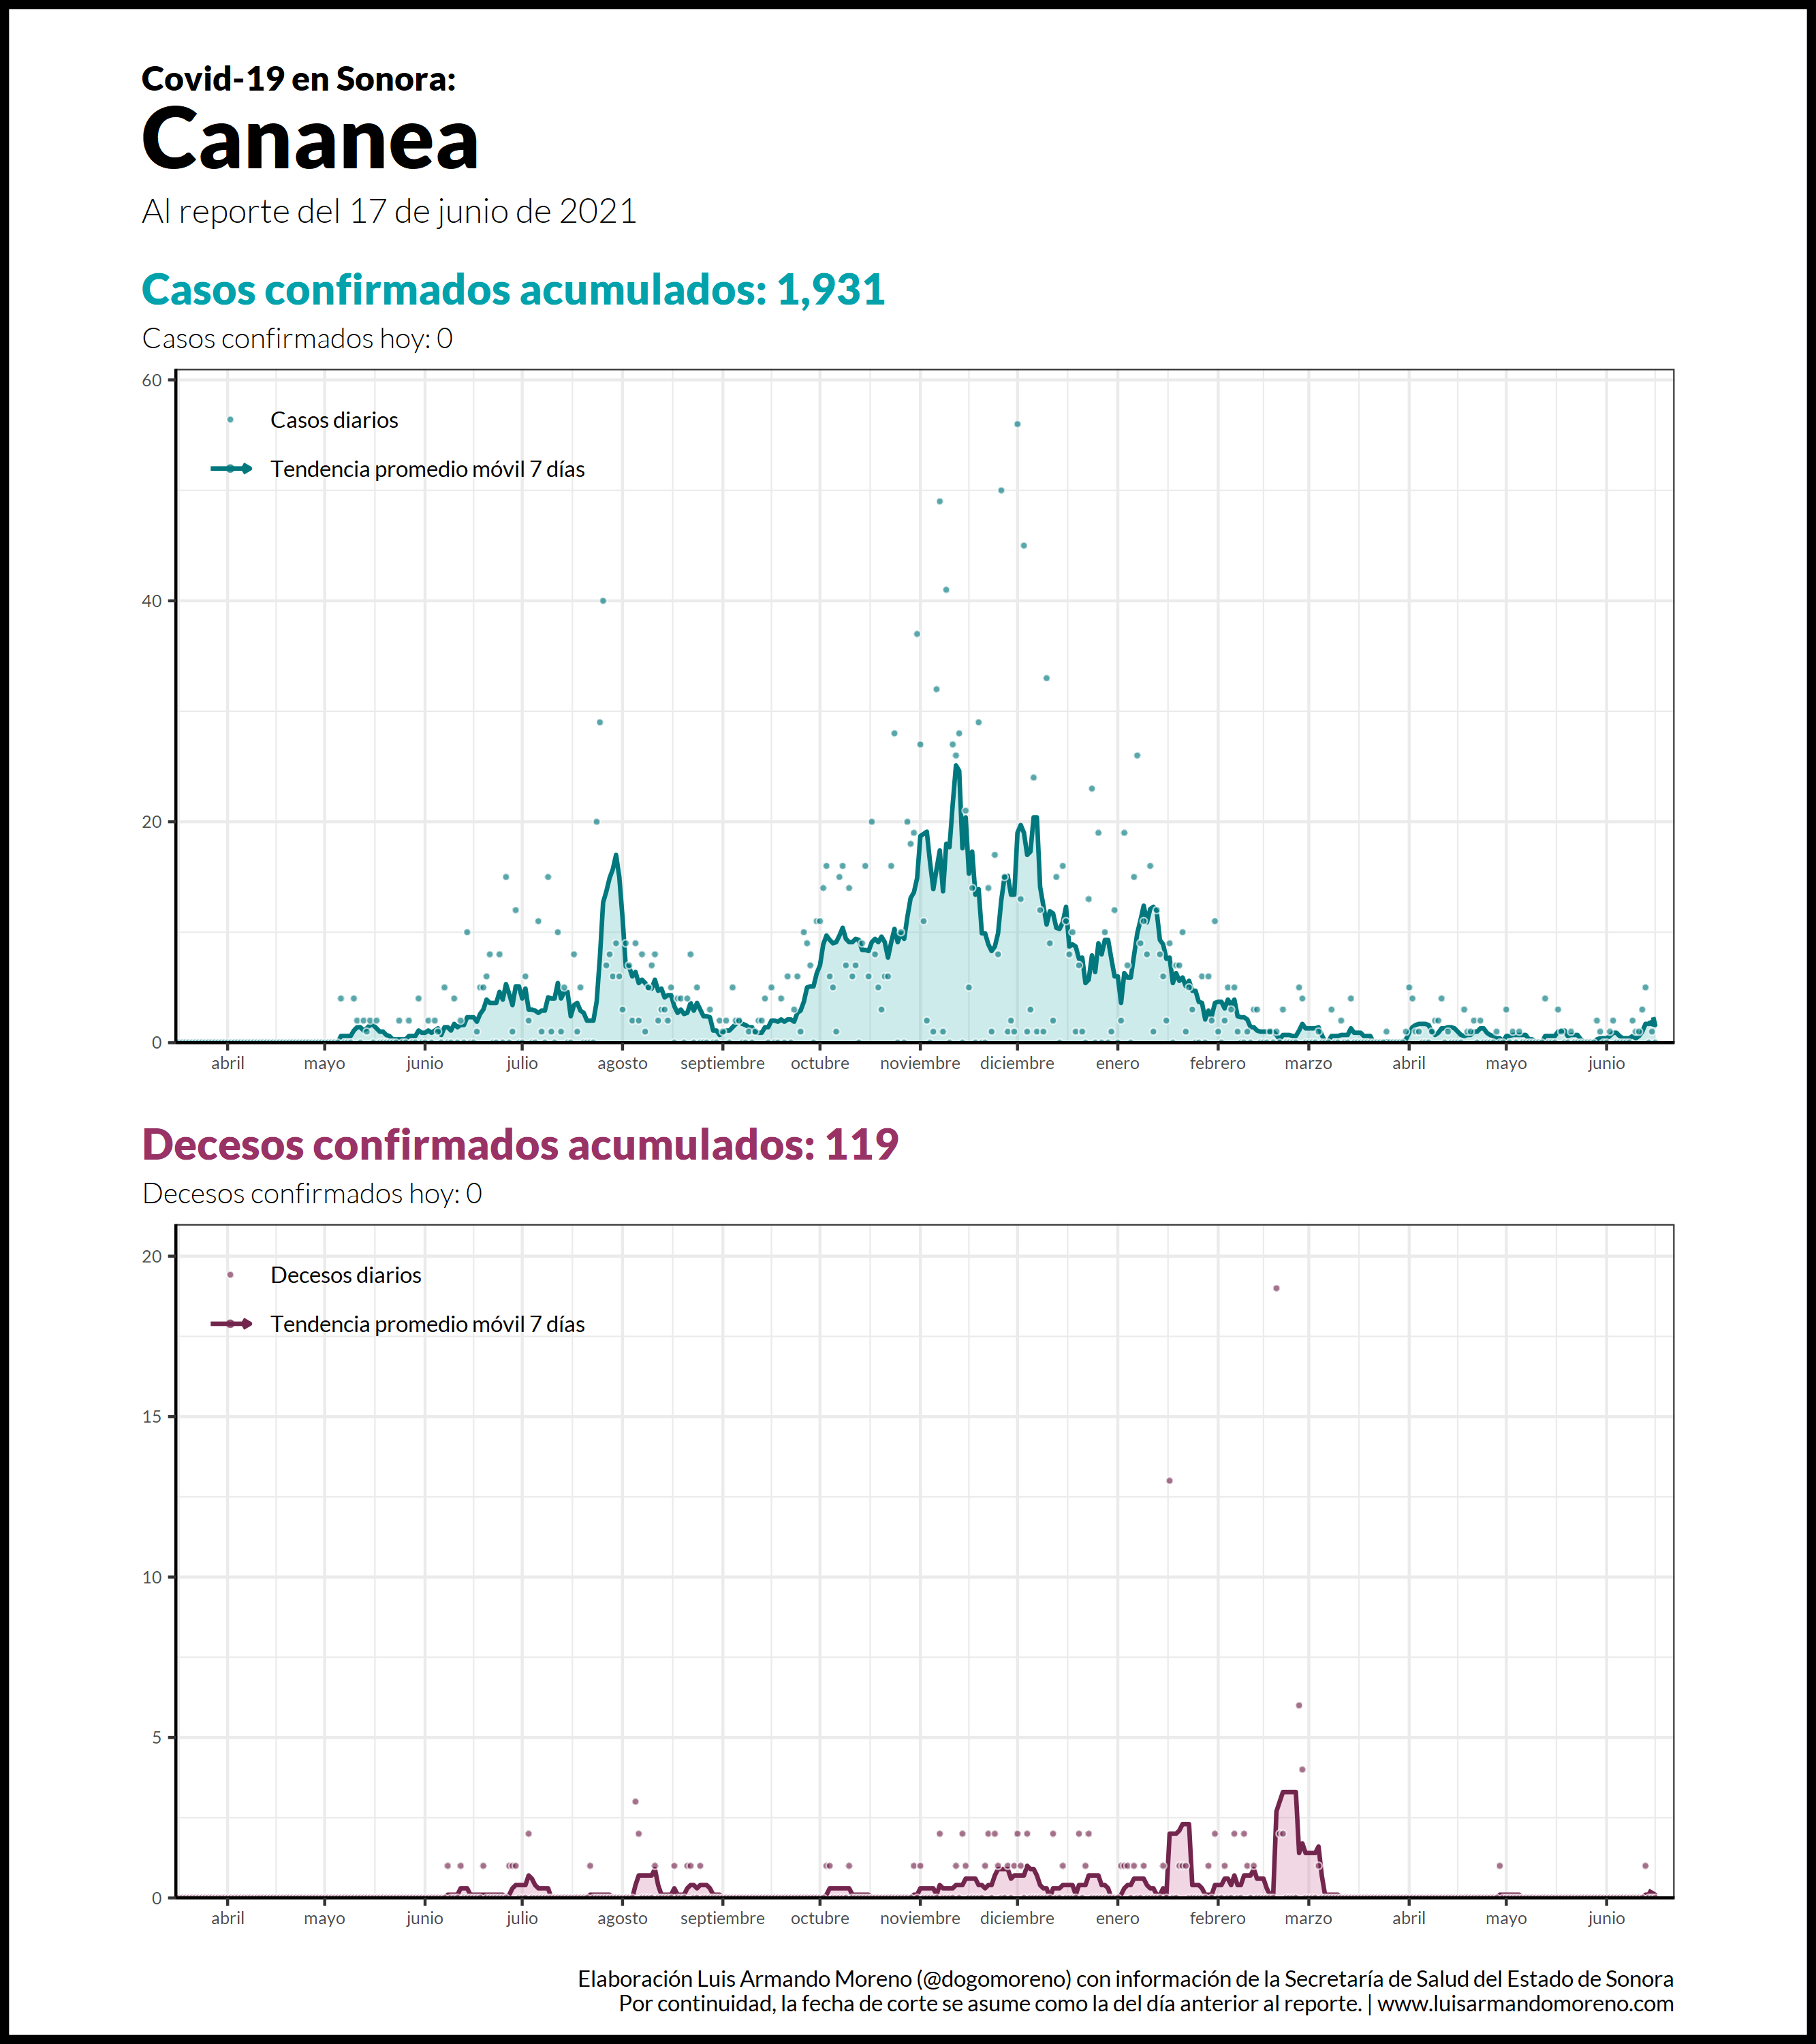 Covid-19 en Sonora:
Cananea
Al reporte del 17 de junio de 2021
Casos confirmados acumulados: 1,931
Casos confirmados hoy: 0
60
40
20
0
Casos diarios
Tendencia promedio móvil 7 días
abril mayo junio julio agosto septiembre octubre noviembre diciembre enero febrero marzo abril mayo junio
Decesos confirmados acumulados: 119
Decesos confirmados hoy: 0
20
15
10
5
0
Decesos diarios
Tendencia promedio móvil 7 días
abril mayo junio julio agosto septiembre octubre noviembre diciembre enero febrero marzo abril mayo junio
Elaboración Luis Armando Moreno (@dogomoreno) con información de la Secretaría de Salud del Estado de Sonora
Por continuidad, la fecha de corte se asume como la del día anterior al reporte. | www.luisarmandomoreno.com